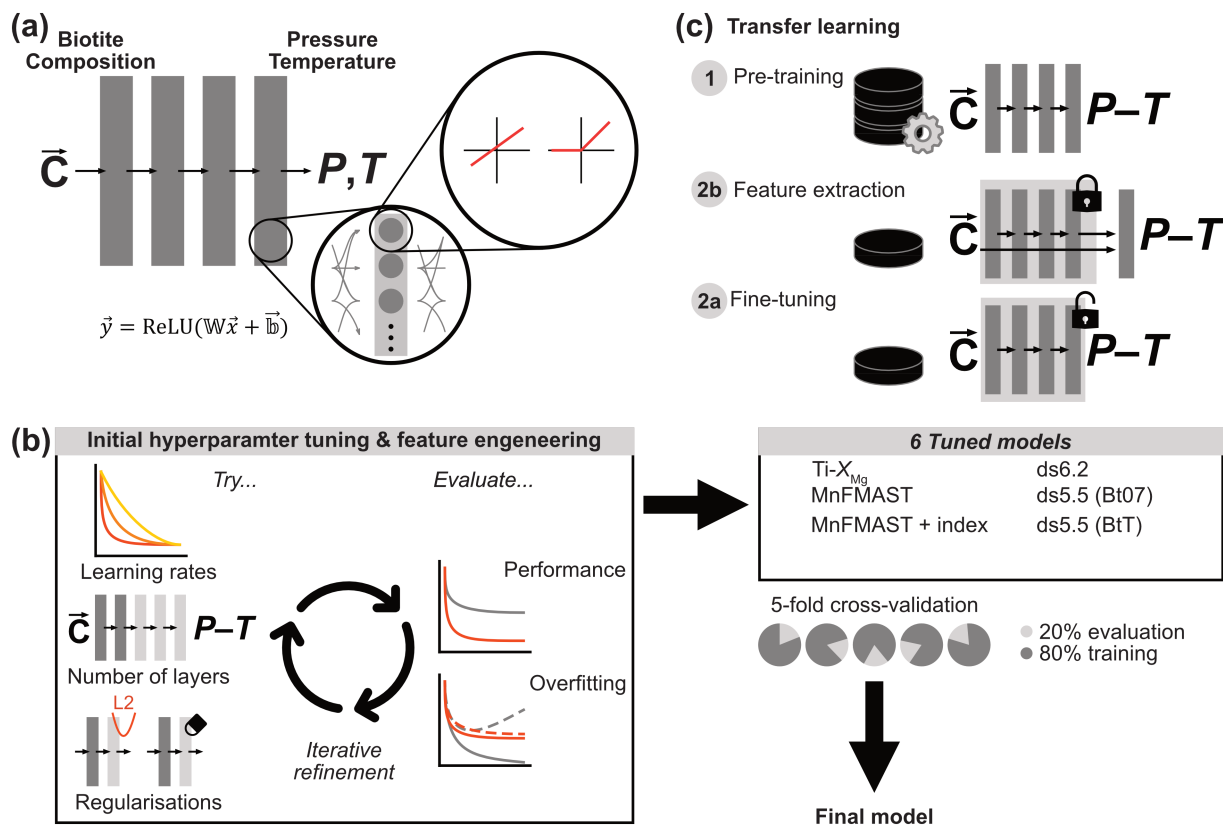 (a)
Biotite
Composition
Pressure
Temperature
C⃗
P,T
y⃗ = ReLU(𝕎x⃗ + 𝕓⃗)
(c) Transfer learning
1 Pre-training
C⃗ P–T
2b Feature extraction
C⃗ P–T
2a Fine-tuning
C⃗ P–T
(b)
Initial hyperparamter tuning & feature engeneering
Try...
Evaluate...
Learning rates
C⃗ P–T
Number of layers
L2
Regularisations
Iterative
refinement
Performance
Overfitting
6 Tuned models
Ti-XMg ds6.2
MnFMAST ds5.5 (Bt07)
MnFMAST + index ds5.5 (BtT)
5-fold cross-validation
20% evaluation
80% training
Final model